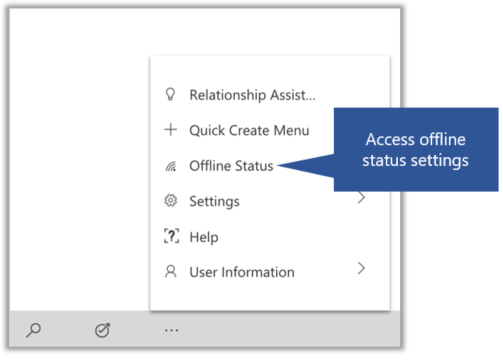 Relationship Assist...
Quick Create Menu
Offline Status
Access offline
status settings
Settings
[?] Help
User Information
...